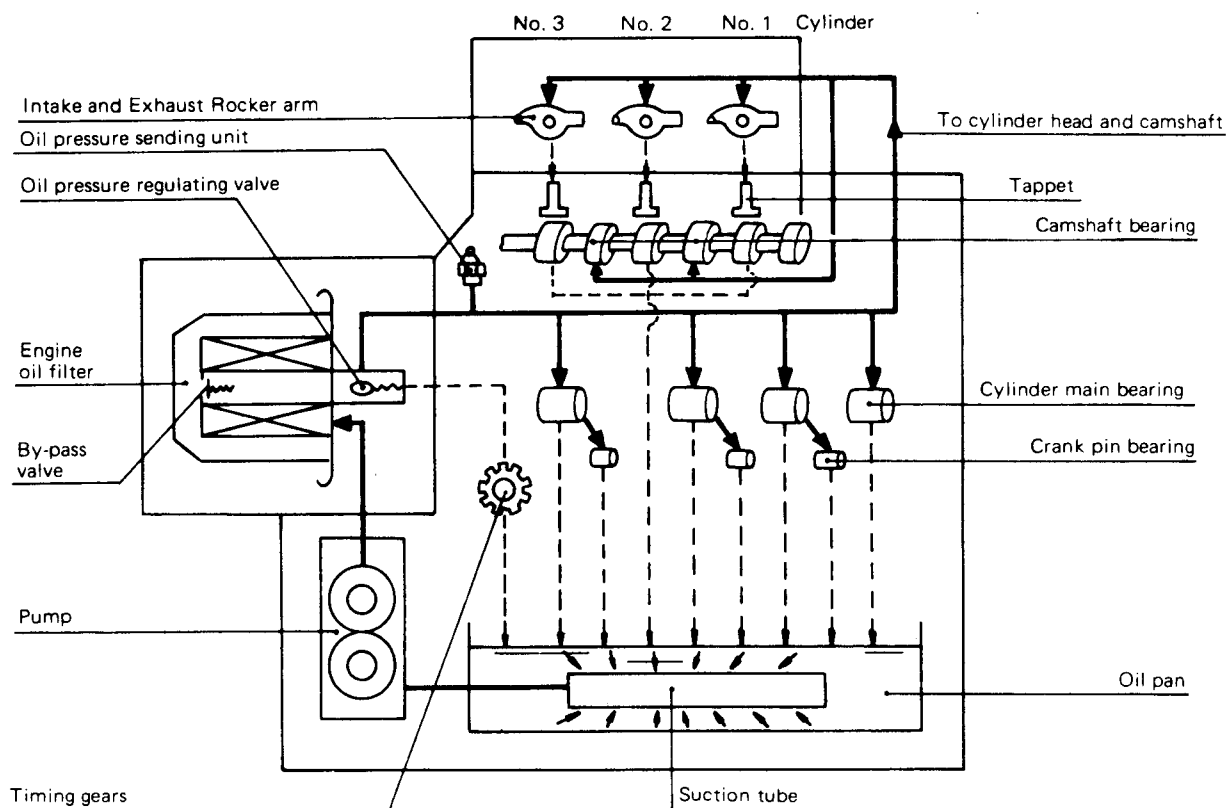 No. 3 No. 2 No. 1 Cylinder
Intake and Exhaust Rocker arm
To cylinder head and camshaft
Oil pressure sending unit
Oil pressure regulating valve
Tappet
Camshaft bearing
Engine
oil filter
Cylinder main bearing
By-pass
valve
Crank pin bearing
Pump
Oil pan
Timing gears
Suction tube